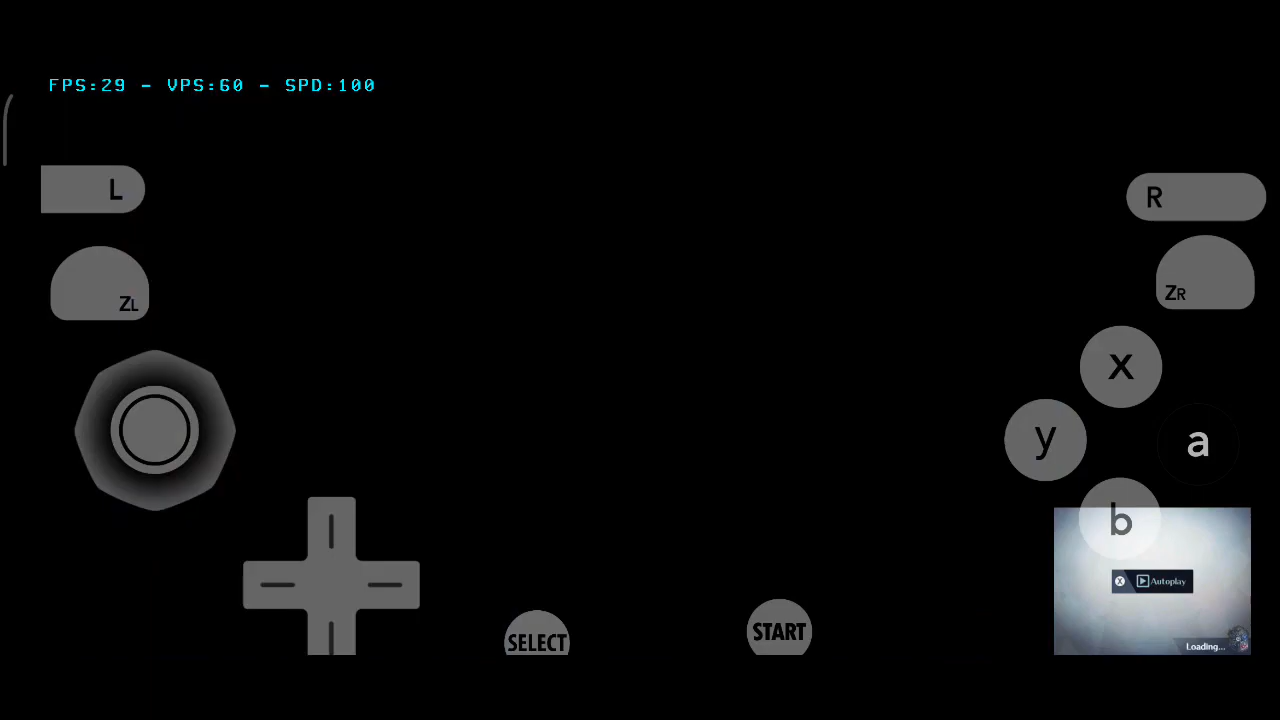 FPS:29 - VPS:60 - SPD:100
L
R
ZL
ZR
X
y
a
b
X Autoplay
SELECT
START
Loading...